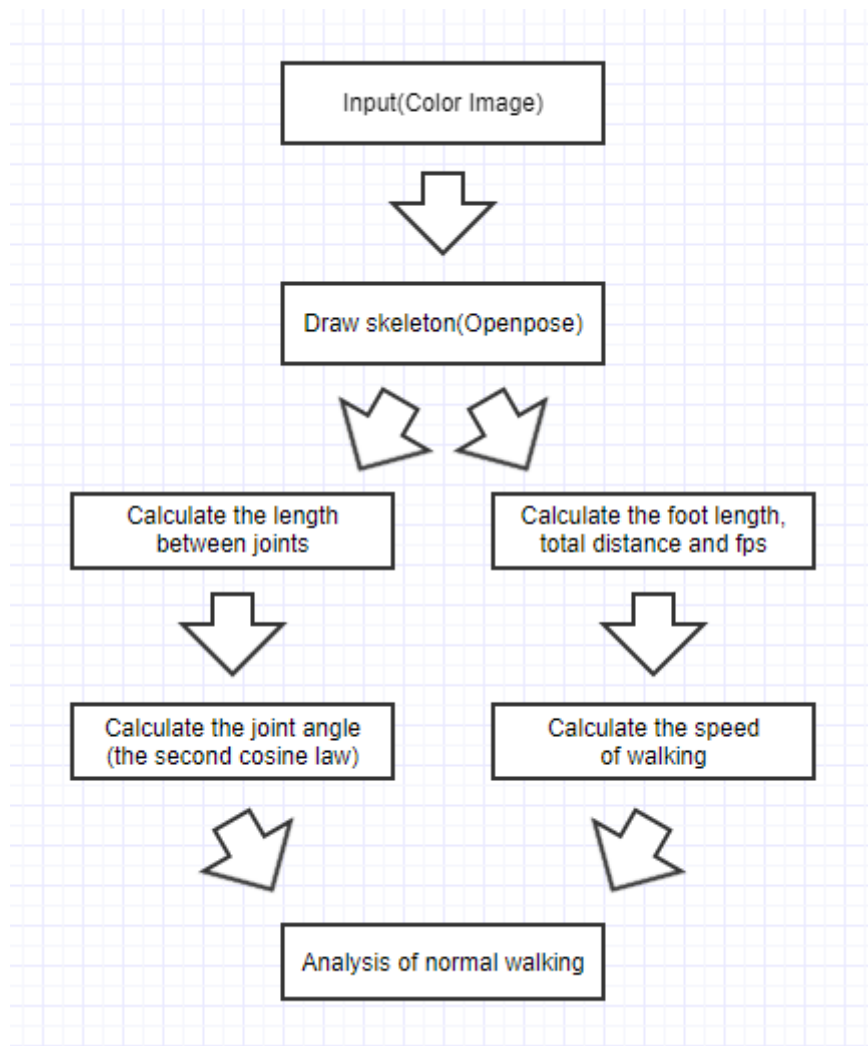 Input(Color Image)
Draw skeleton(Openpose)
Calculate the length
between joints
Calculate the foot length,
total distance and fps
Calculate the joint angle
(the second cosine law)
Calculate the speed
of walking
Analysis of normal walking